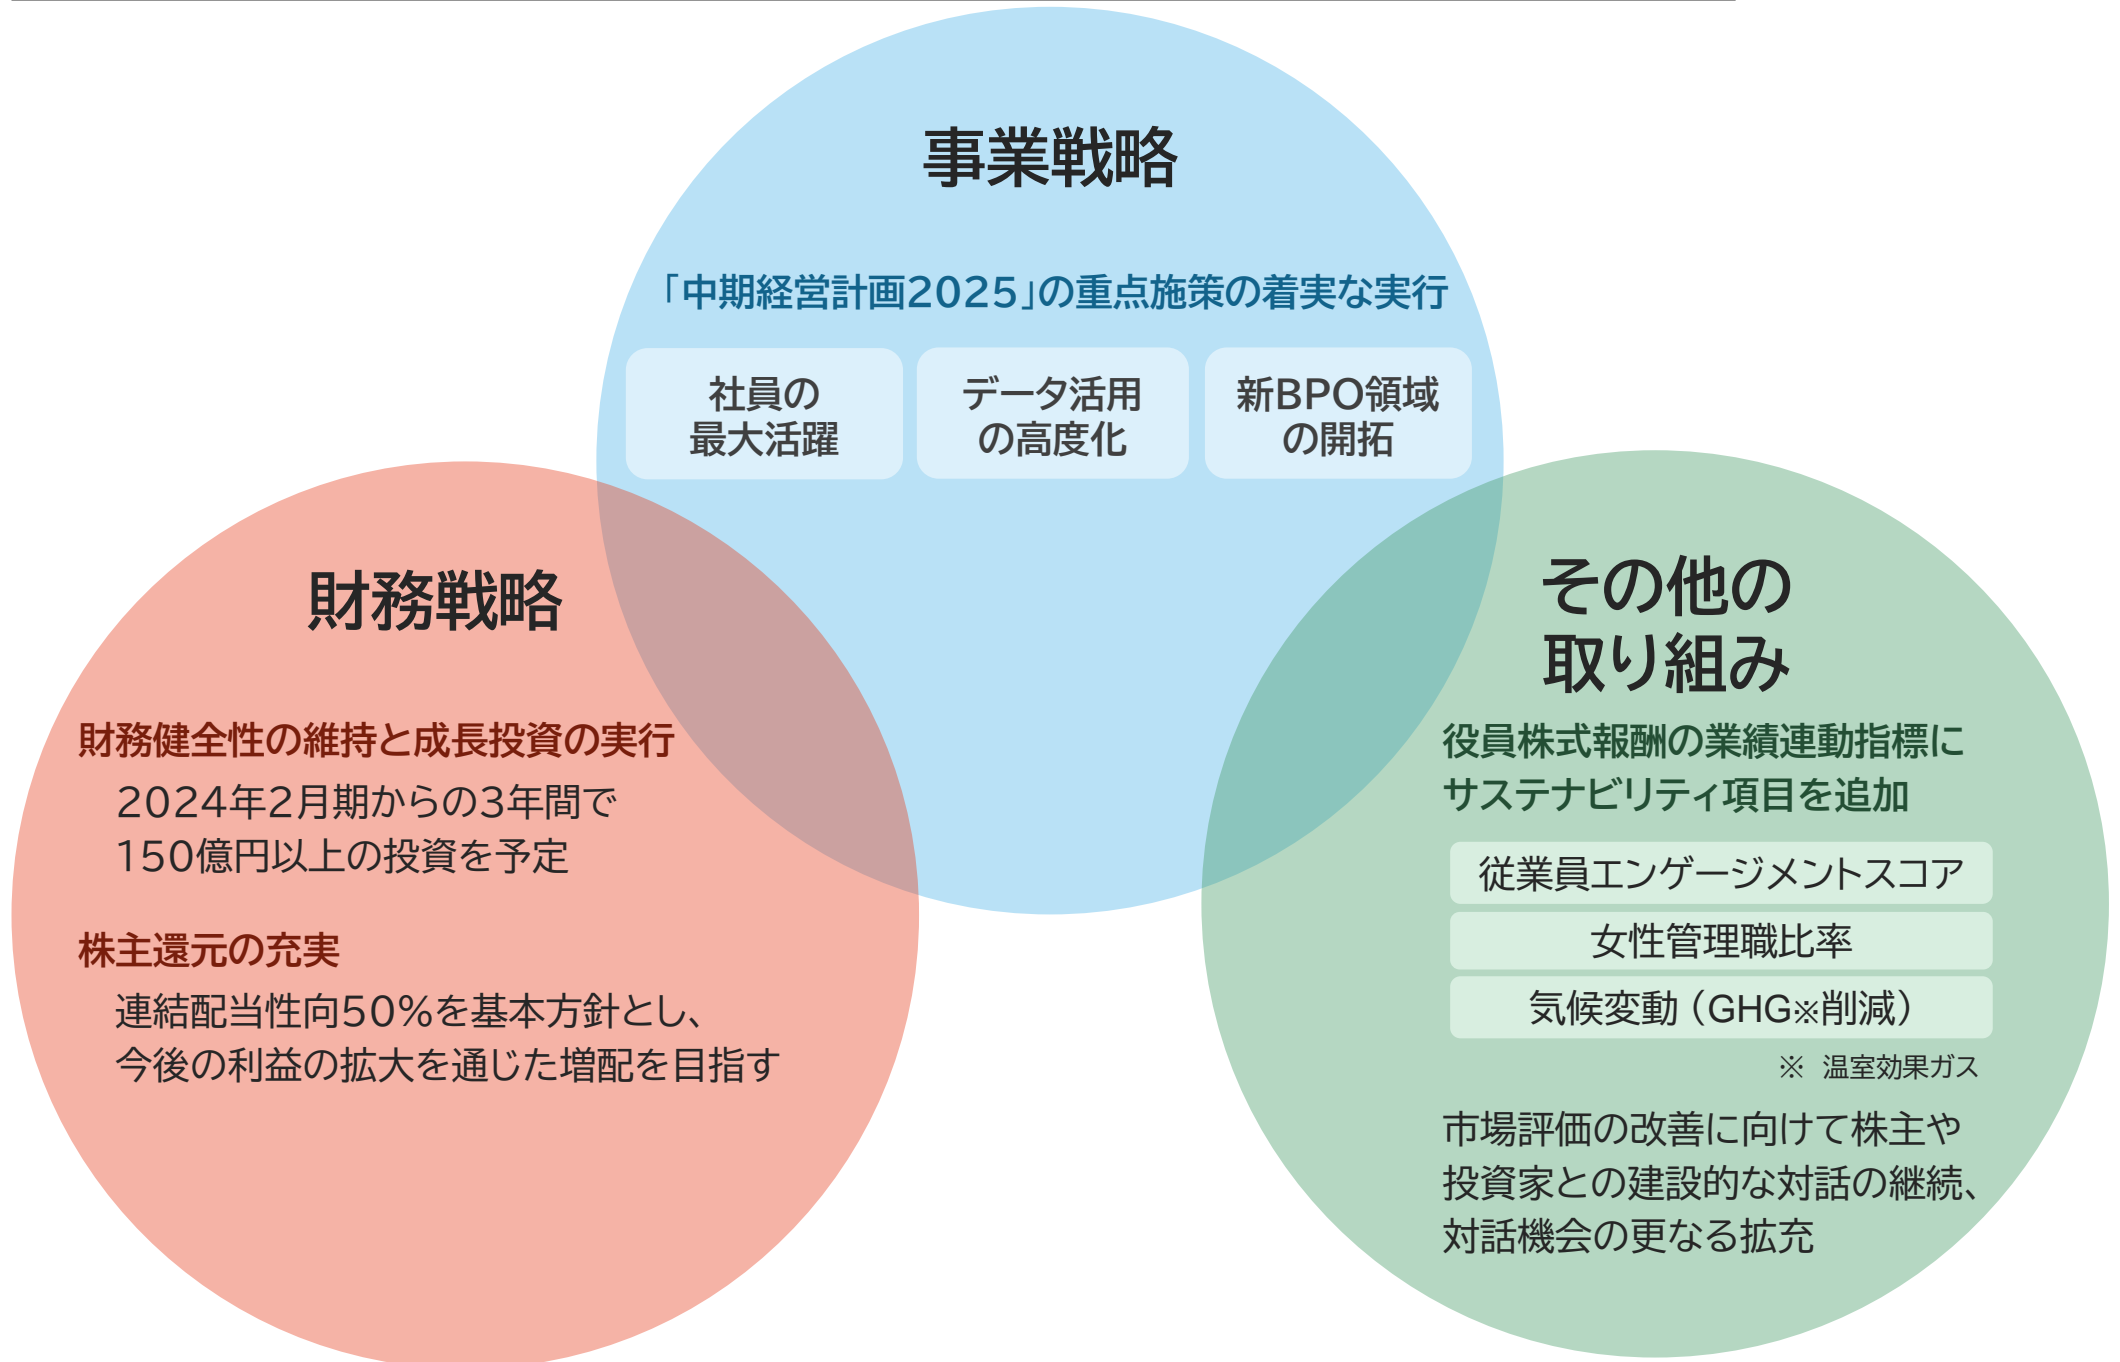 事業戦略
「中期経営計画2025」の重点施策の着実な実行
社員の
最大活躍
データ活用
の高度化
新BPO領域
の開拓
財務戦略
財務健全性の維持と成長投資の実行
2024年2月期からの3年間で
150億円以上の投資を予定
株主還元の充実
連結配当性向50%を基本方針とし、
今後の利益の拡大を通じた増配を目指す
その他の
取り組み
役員株式報酬の業績連動指標に
サステナビリティ項目を追加
従業員エンゲージメントスコア
女性管理職比率
気候変動（GHG※削減）
※ 温室効果ガス
市場評価の改善に向けて株主や
投資家との建設的な対話の継続、
対話機会の更なる拡充